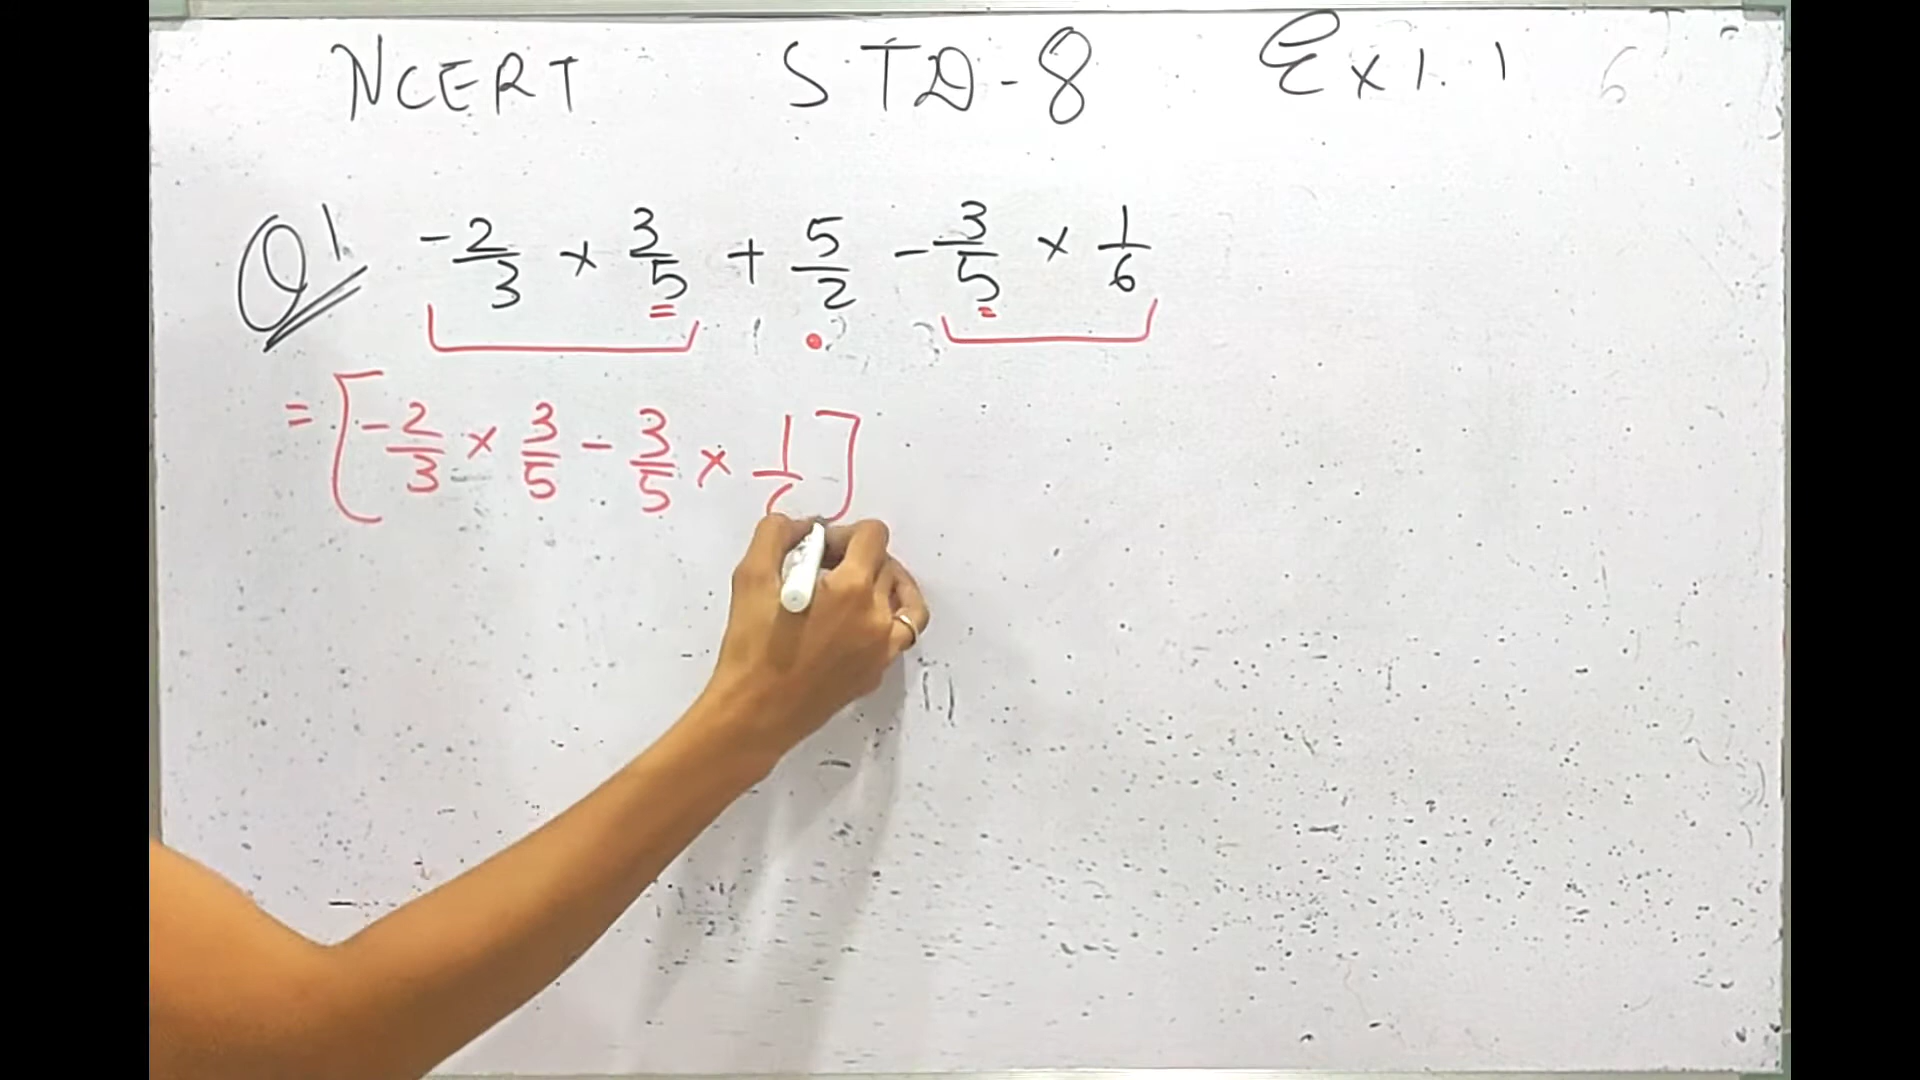 NCERT STD-8 Ex 1.1
Q1. -2/3 × 3/5 + 5/2 - 3/5 × 1/6
= [-2/3 × 3/5 - 3/5 × 1/6]